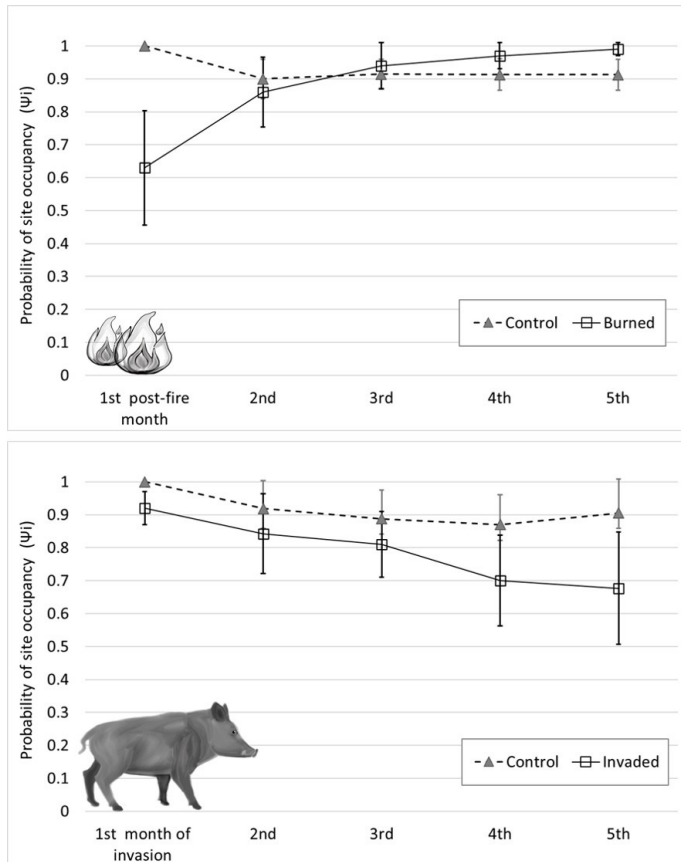 Probability of site occupancy (Ψi)
1
0.9
0.8
0.7
0.6
0.5
0.4
0.3
0.2
0.1
0
Control
Burned
1st post-fire
month
2nd
3rd
4th
5th
Probability of site occupancy (Ψi)
1
0.9
0.8
0.7
0.6
0.5
0.4
0.3
0.2
0.1
0
Control
Invaded
1st month of
invasion
2nd
3rd
4th
5th